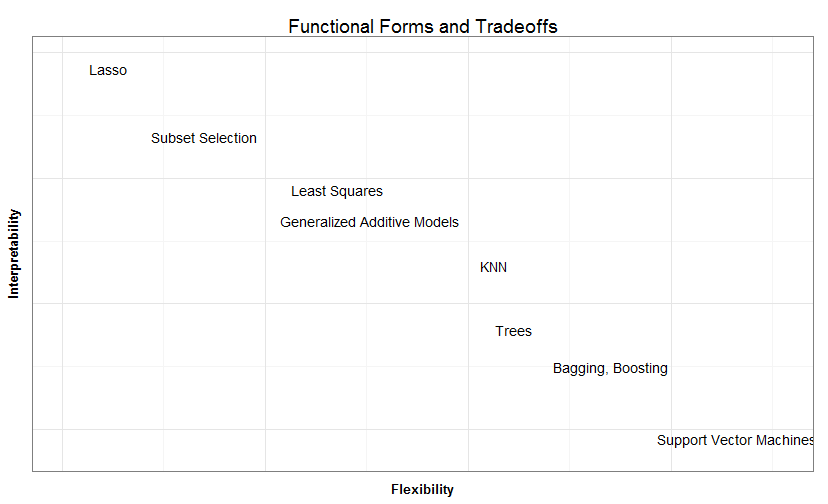 Functional Forms and Tradeoffs
Lasso
Subset Selection
Least Squares
Generalized Additive Models
KNN
Trees
Bagging, Boosting
Support Vector Machines
Interpretability
Flexibility